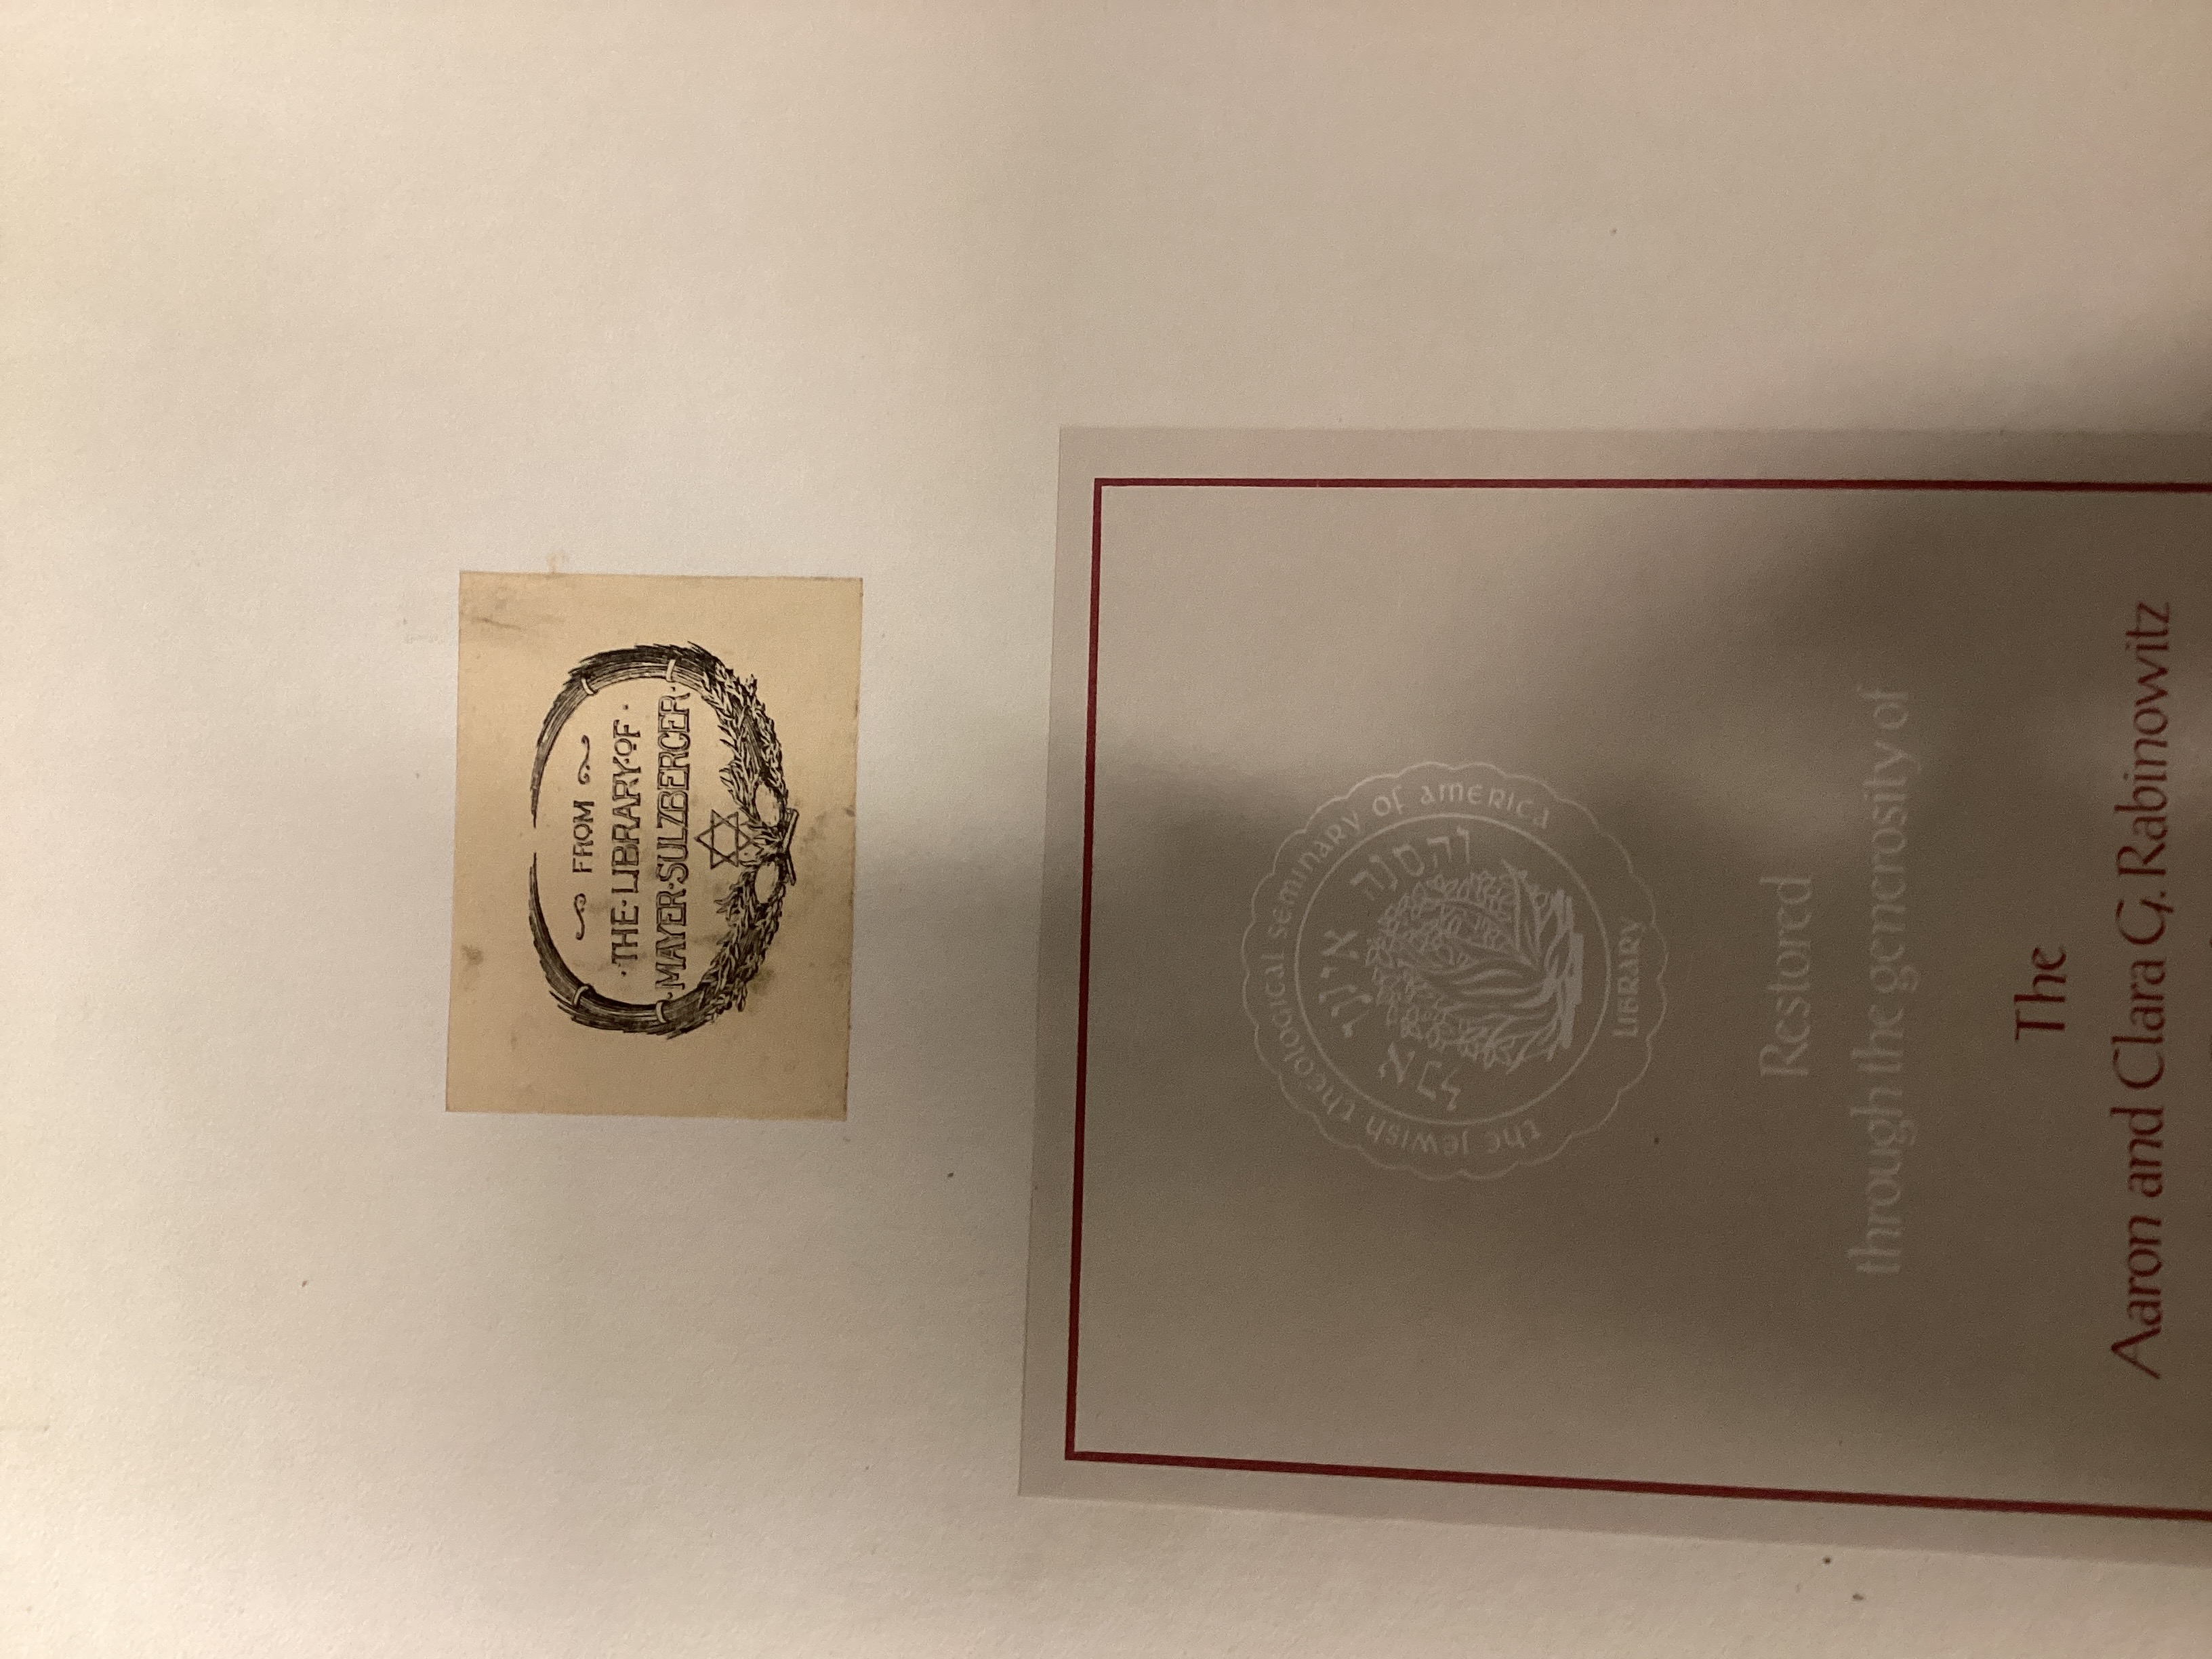 FROM
·THE·LIBRARY·OF·
·MAYER·SULZBERGER·
the Jewish theological seminary of america
והסנה איננו אכל
LIBRARY
Restored
through the generosity of
The
Aaron and Clara G. Rabinowitz